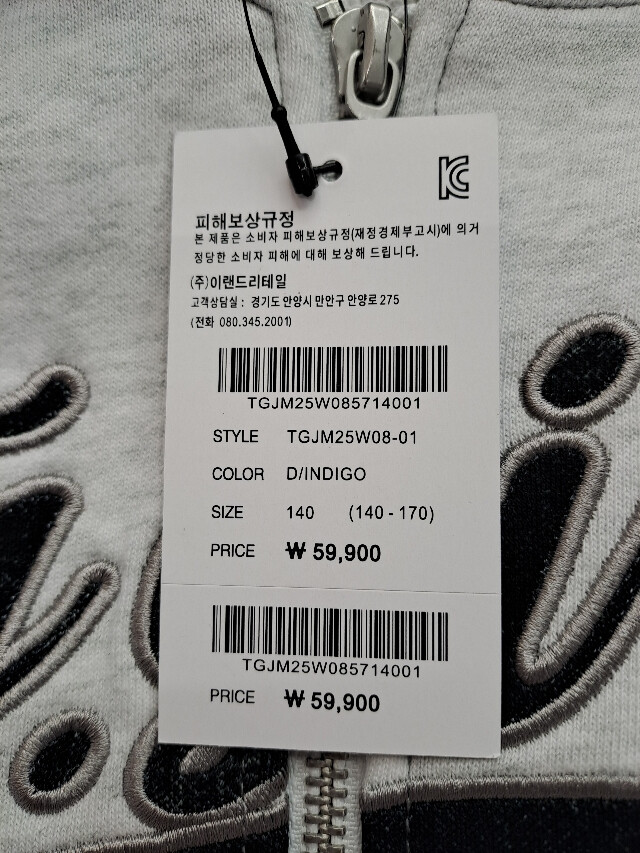 KC
피해보상규정
본 제품은 소비자 피해보상규정(재정경제부고시)에 의거
정당한 소비자 피해에 대해 보상해 드립니다.
(주)이랜드리테일
고객상담실 : 경기도 안양시 만안구 안양로 275
(전화 080.345.2001)
TGJM25W085714001
STYLE TGJM25W08-01
COLOR D/INDIGO
SIZE 140 (140 - 170)
PRICE ₩ 59,900
TGJM25W085714001
PRICE ₩ 59,900